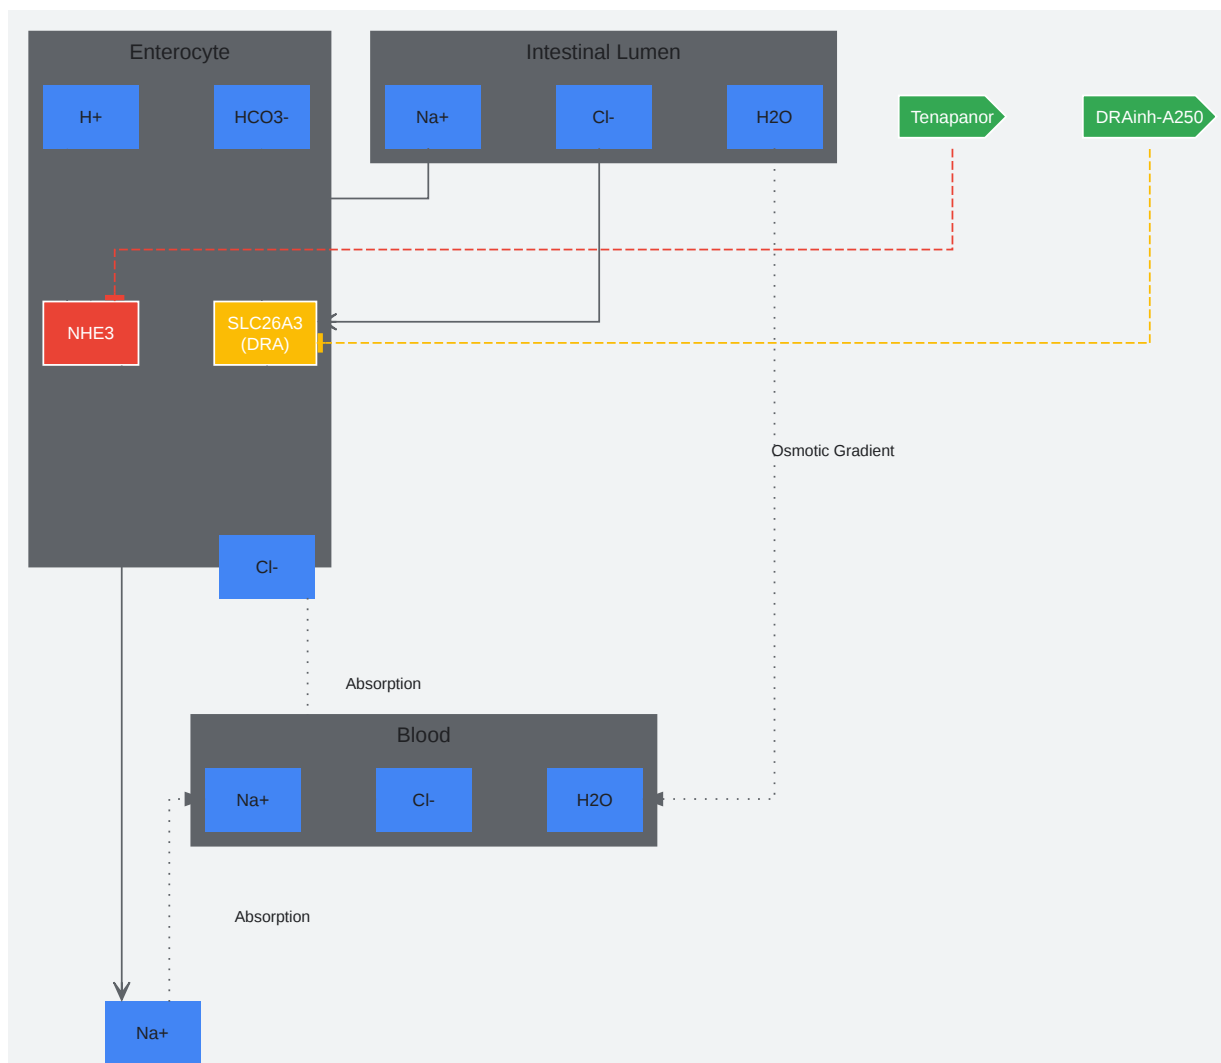 Enterocyte
Intestinal Lumen
H+
HCO3-
Na+
Cl-
H2O
Tenapanor
DRAinh-A250
NHE3
SLC26A3
(DRA)
Osmotic Gradient
Cl-
Absorption
Blood
Na+
Cl-
H2O
Absorption
Na+